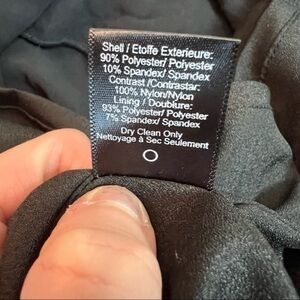 Shell / Etoffe Exterieure:
90% Polyester/ Polyester
10% Spandex/ Spandex
Contrast /Contrastar:
100% Nylon/Nylon
Lining / Doublure:
93% Polyester/ Polyester
7% Spandex/ Spandex
Dry Clean Only
Nettoyage à Sec Seulement